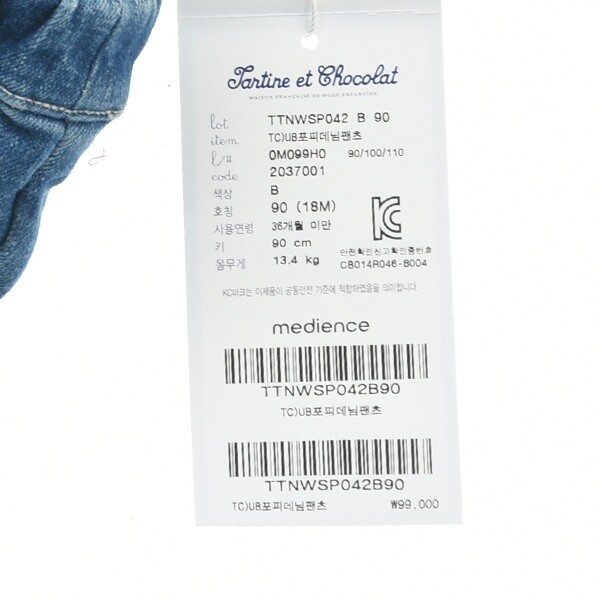 Tartine et Chocolat
MAISON FRANÇAISE DE MODE ENFANTINE
lot TTNWSP042 B 90
item TC)UB포피데님팬츠
l/# 0M099H0 90/100/110
code 2037001
색상 B
호칭 90 (18M)
사용연령 36개월 미만
키 90 cm
몸무게 13.4 kg
안전확인신고확인증번호
CB014R046-8004
KC마크는 이제품이 공통안전 기준에 적합하였음을 의미합니다.
medience
TTNWSP042B90
TC)UB포피데님팬츠
TTNWSP042B90
TC)UB포피데님팬츠 ₩99,000